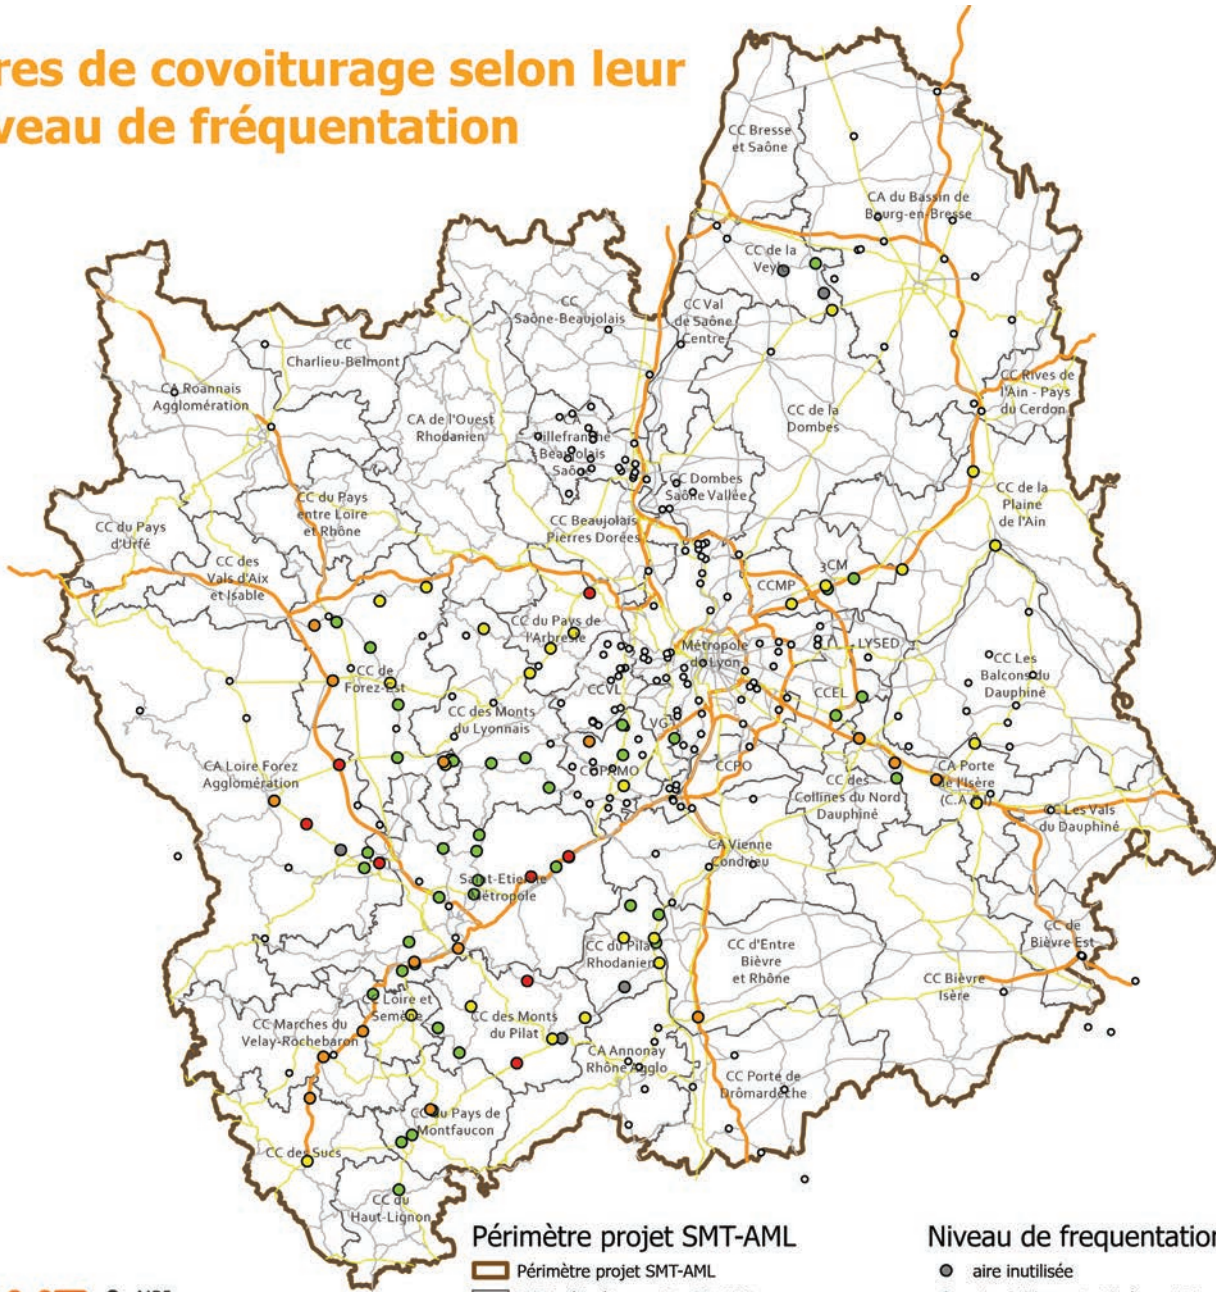 res de covoiturage selon leur
veau de fréquentation
CC Bresse
et Saône
CA du Bassin de
Bourg-en-Bresse
CC de la
Veyle
CC
Saône-Beaujolais
CC Val
de Saône
Centre
CC
Charlieu-Belmont
CA Roannais
Agglomération
CC Rives de
l'Ain - Pays
du Cerdon
CA de l'Ouest
Rhodanien
CC de la
Dombes
CA
Villefranche
Beaujolais
Saône
CC Dombes
Saône Vallée
CC de la
Plaine
de l'Ain
CC du Pays
entre Loire
et Rhône
CC du Pays
d'Urfé
CC Beaujolais
Pierres Dorées
CC des
Vals d'Aix
et Isable
3CM
CCMP
CC du Pays de
l'Arbresle
Métropole
de Lyon
LYSED
CC de
Forez-Est
CC Les
Balcons du
Dauphiné
CCVL
CCEL
CC des Monts
du Lyonnais
VG
CA Loire Forez
Agglomération
COPAMO
CCPO
CA Porte
de l'Isère
(C.A.P.I)
CC des
Collines du Nord
Dauphiné
CC Les Vals
du Dauphiné
CA Vienne
Condrieu
Saint-Etienne
Métropole
CC du Pilat
Rhodanien
CC d'Entre
Bièvre
et Rhône
CC de
Bièvre Est
CC Bièvre
Isère
CC Loire et
Semène
CC des Monts
du Pilat
CC Marches du
Velay-Rochebaron
CA Annonay
Rhône Agglo
CC Porte de
Drômardèche
CC du Pays de
Montfaucon
CC des Sucs
CC du
Haut-Lignon
Périmètre projet SMT-AML
Périmètre projet SMT-AML
Niveau de frequentation
aire inutilisée